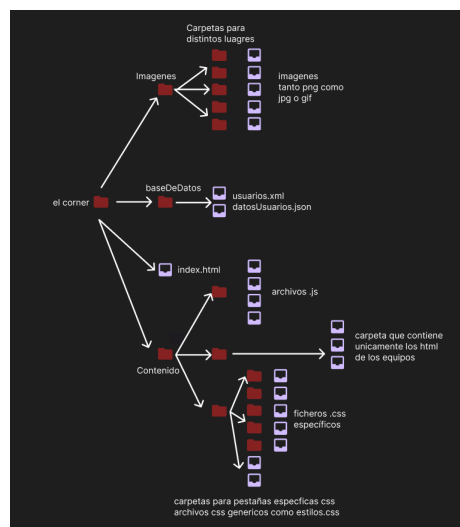 Carpetas para
distintos luagres
Imagenes
imagenes
tanto png como
jpg o gif
baseDeDatos
el corner
usuarios.xml
datosUsuarios.json
index.html
archivos .js
carpeta que contiene
unicamente los html
de los equipos
Contenido
ficheros .css
específicos
carpetas para pestañas especficas css
archivos css genericos como estilos.css